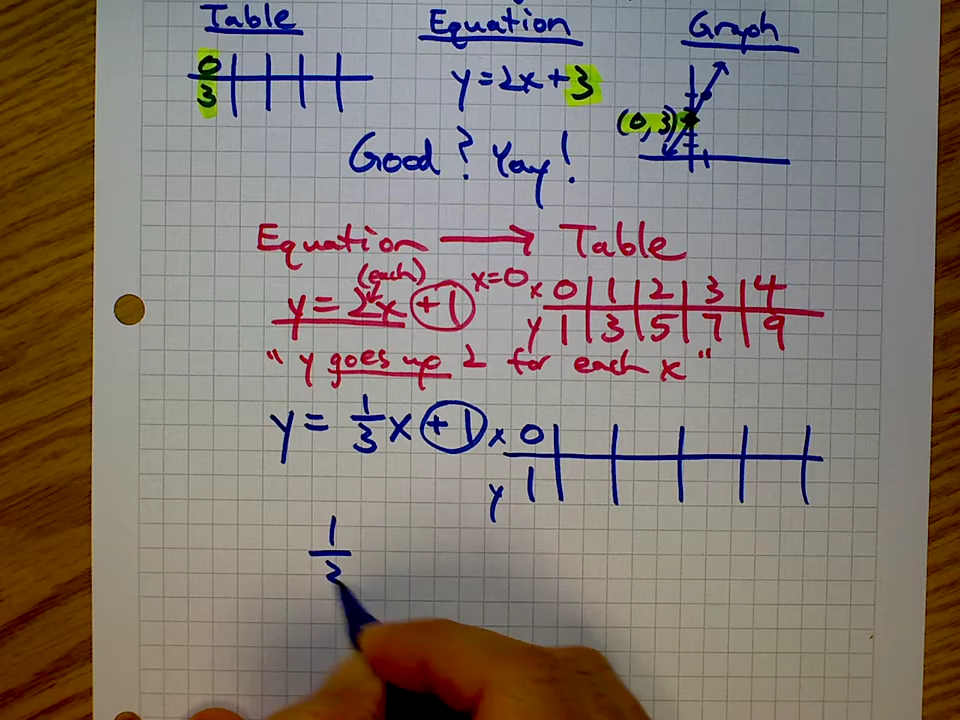 Table Equation Graph
0
3
y=2x+3
(0,3)
Good? Yay!
Equation → Table
(each)
y=2x+1 x=0
x 0 1 2 3 4
y 1 3 5 7 9
"y goes up 2 for each x"
y = 1/3 x +1
x 0
y 1
1